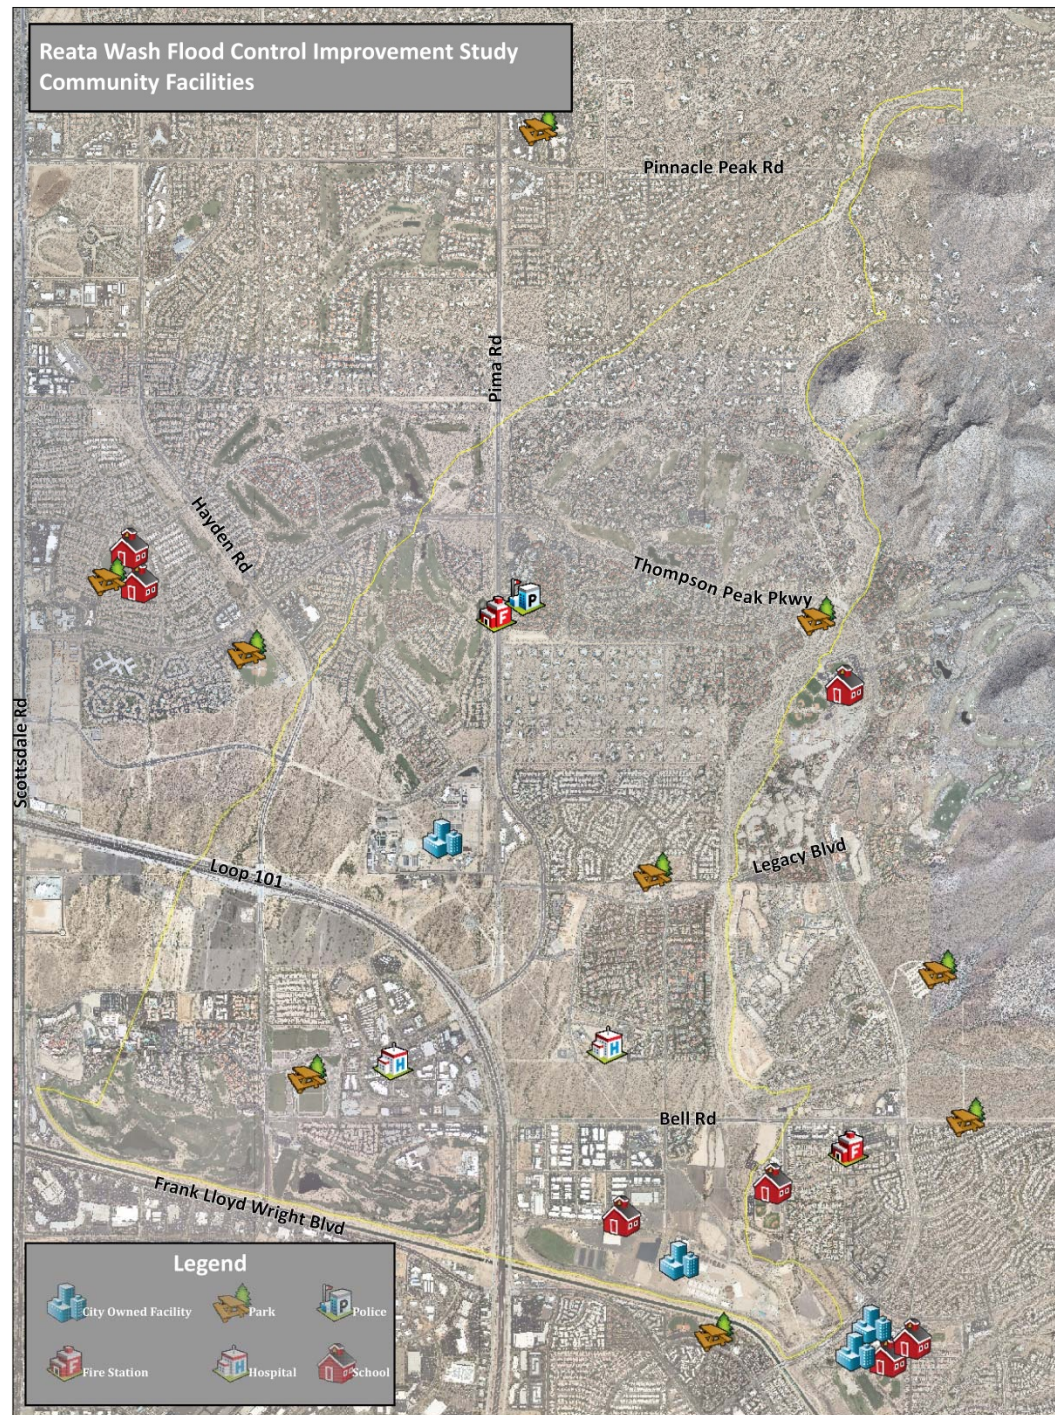 Reata Wash Flood Control Improvement Study
Community Facilities
Pinnacle Peak Rd
Pima Rd
Hayden Rd
Thompson Peak Pkwy
Scottsdale Rd
Loop 101
Legacy Blvd
Bell Rd
Frank Lloyd Wright Blvd
Legend
City Owned Facility
Park
Police
Fire Station
Hospital
School
F
P
H
H
F
P
F
H